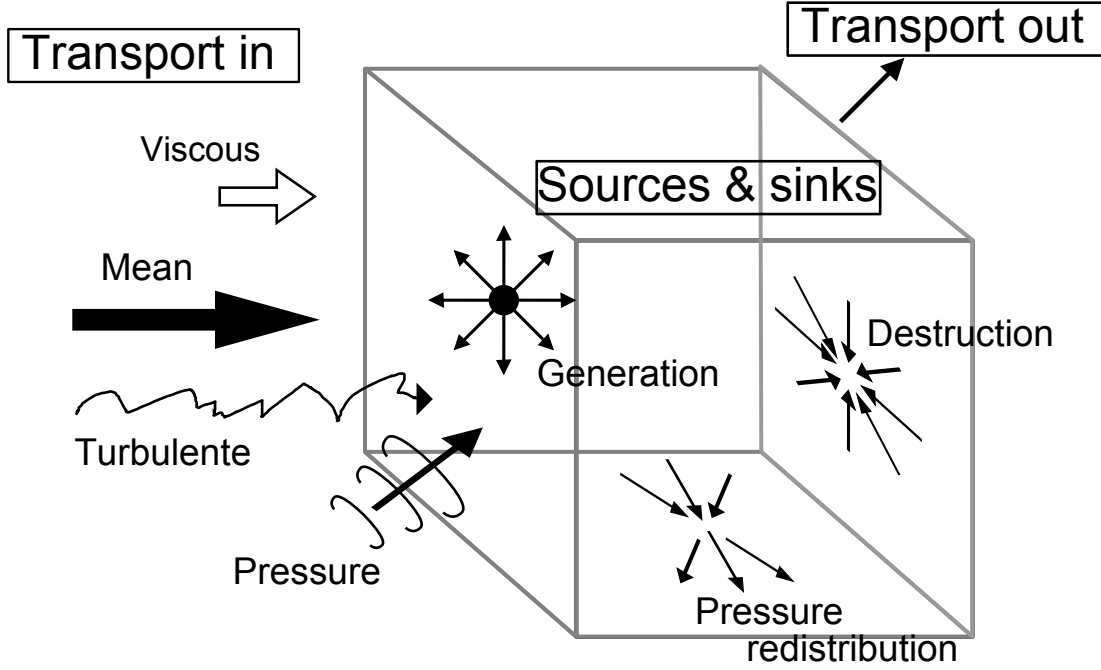 Transport in
Transport out
Viscous
Sources & sinks
Mean
Generation
Destruction
Turbulente
Pressure
Pressure
redistribution